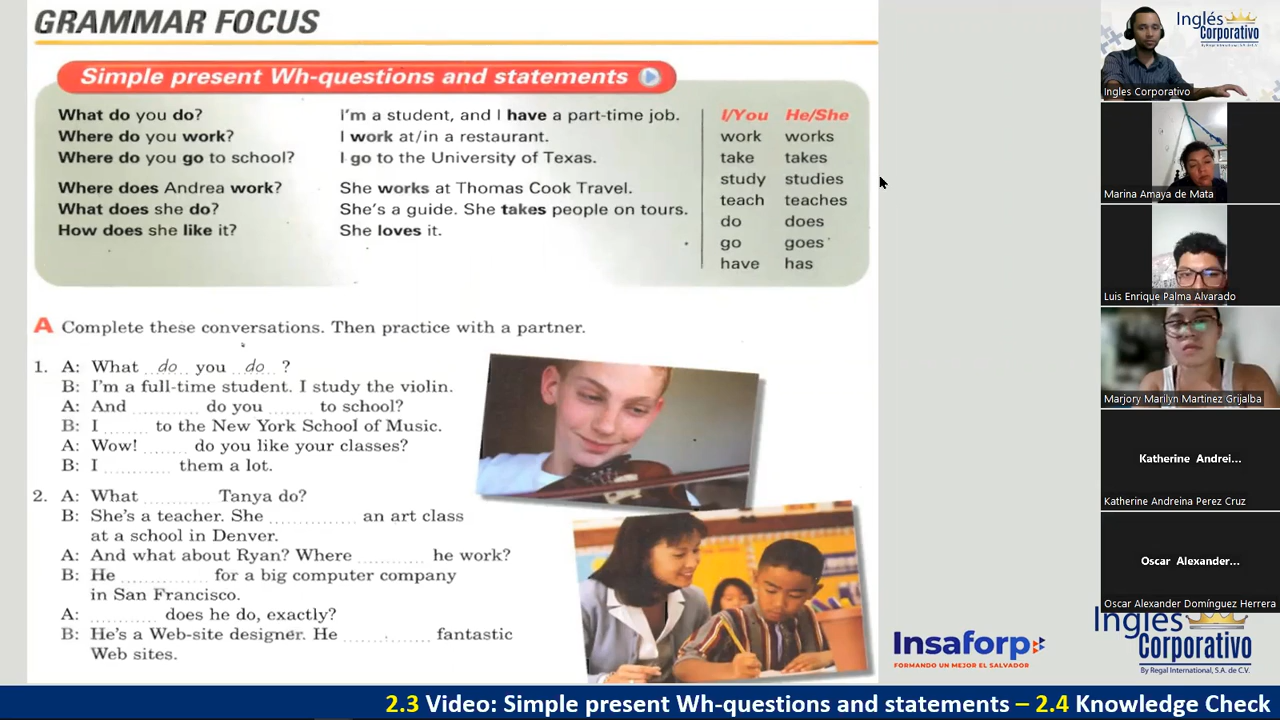 GRAMMAR FOCUS
Simple present Wh-questions and statements
What do you do? I'm a student, and I have a part-time job.
Where do you work? I work at/in a restaurant.
Where do you go to school? I go to the University of Texas.
Where does Andrea work? She works at Thomas Cook Travel.
What does she do? She's a guide. She takes people on tours.
How does she like it? She loves it.
I/You He/She
work works
take takes
study studies
teach teaches
do does
go goes
have has
A Complete these conversations. Then practice with a partner.
1. A: What do you do ?
B: I'm a full-time student. I study the violin.
A: And ............ do you ........ to school?
B: I ........ to the New York School of Music.
A: Wow! ........ do you like your classes?
B: I ............ them a lot.
2. A: What ............ Tanya do?
B: She's a teacher. She ................ an art class
at a school in Denver.
A: And what about Ryan? Where ............ he work?
B: He ................ for a big computer company
in San Francisco.
A: ............ does he do, exactly?
B: He's a Web-site designer. He ................ fantastic
Web sites.
Inglés
Corporativo
By Regal International, S.A. de C.V.
Ingles Corporativo
Marina Amaya de Mata
Luis Enrique Palma Alvarado
Marjory Marilyn Martinez Grijalba
Katherine Andrei...
Katherine Andreina Perez Cruz
Oscar Alexander...
Oscar Alexander Domínguez Herrera
Insaforp
FORMANDO UN MEJOR EL SALVADOR
Inglés
Corporativo
By Regal International, S.A. de C.V.
2.3 Video: Simple present Wh-questions and statements – 2.4 Knowledge Check